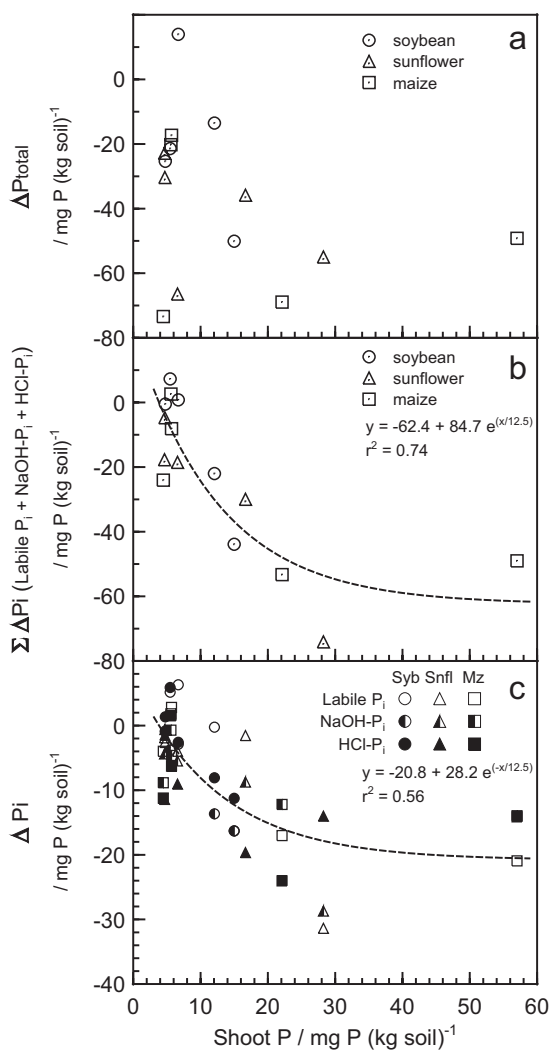 a
soybean
sunflower
maize
0
-20
-40
-60
-80
ΔPtotal
/ mg P (kg soil)-1
b
soybean
sunflower
maize
y = -62.4 + 84.7 e(x/12.5)
r2 = 0.74
0
-20
-40
-60
-80
Σ ΔPi (Labile Pi + NaOH-Pi + HCl-Pi)
/ mg P (kg soil)-1
c
Syb Snfl Mz
Labile Pi
NaOH-Pi
HCl-Pi
y = -20.8 + 28.2 e(-x/12.5)
r2 = 0.56
0
-10
-20
-30
-40
Δ Pi
/ mg P (kg soil)-1
0 10 20 30 40 50 60
Shoot P / mg P (kg soil)-1